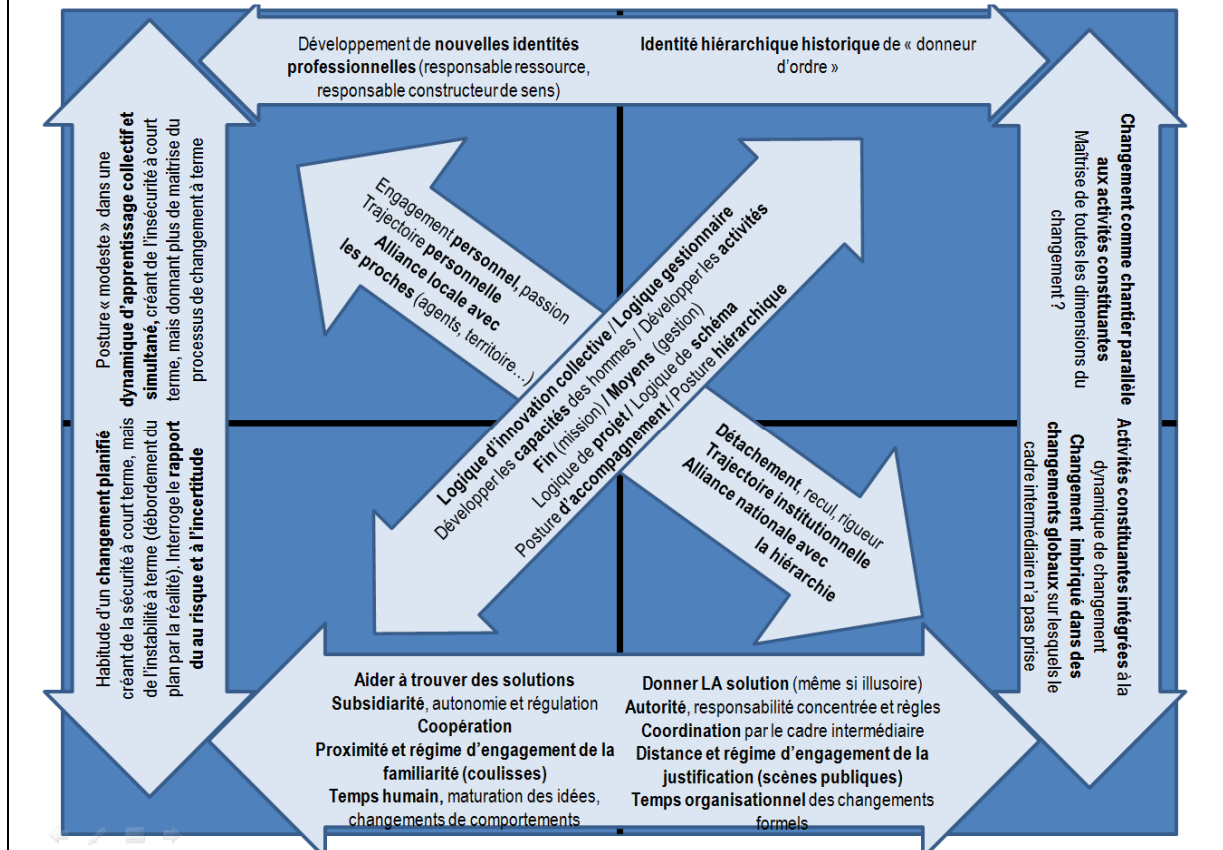 Développement de nouvelles identités
professionnelles (responsable ressource,
responsable constructeur de sens)
Identité hiérarchique historique de « donneur
d’ordre »
Posture « modeste » dans une
dynamique d’apprentissage collectif et
simultané, créant de l’insécurité à court
terme, mais donnant plus de maîtrise du
processus de changement à terme
Habitude d’un changement planifié
créant de la sécurité à court terme, mais
de l’instabilité à terme (débordement du
plan par la réalité). Interroge le rapport
du au risque et à l’incertitude
Engagement personnel, passion
Trajectoire personnelle
Alliance locale avec
les proches (agents, territoire…)
Logique d’innovation collective / Logique gestionnaire
Développer les capacités des hommes / Développer les activités
Fin (mission) / Moyens (gestion)
Logique de projet / Logique de schéma
Posture d’accompagnement / Posture hiérarchique
Détachement, recul, rigueur
Trajectoire institutionnelle
Alliance nationale avec
la hiérarchie
Changement comme chantier parallèle
aux activités constituantes
Maîtrise de toutes les dimensions du
changement ?
Activités constituantes intégrées à la
dynamique de changement
Changement imbriqué dans des
changements globaux sur lesquels le
cadre intermédiaire n’a pas prise
Aider à trouver des solutions
Subsidiarité, autonomie et régulation
Coopération
Proximité et régime d’engagement de la
familiarité (coulisses)
Temps humain, maturation des idées,
changements de comportements
Donner LA solution (même si illusoire)
Autorité, responsabilité concentrée et règles
Coordination par le cadre intermédiaire
Distance et régime d’engagement de la
justification (scènes publiques)
Temps organisationnel des changements
formels